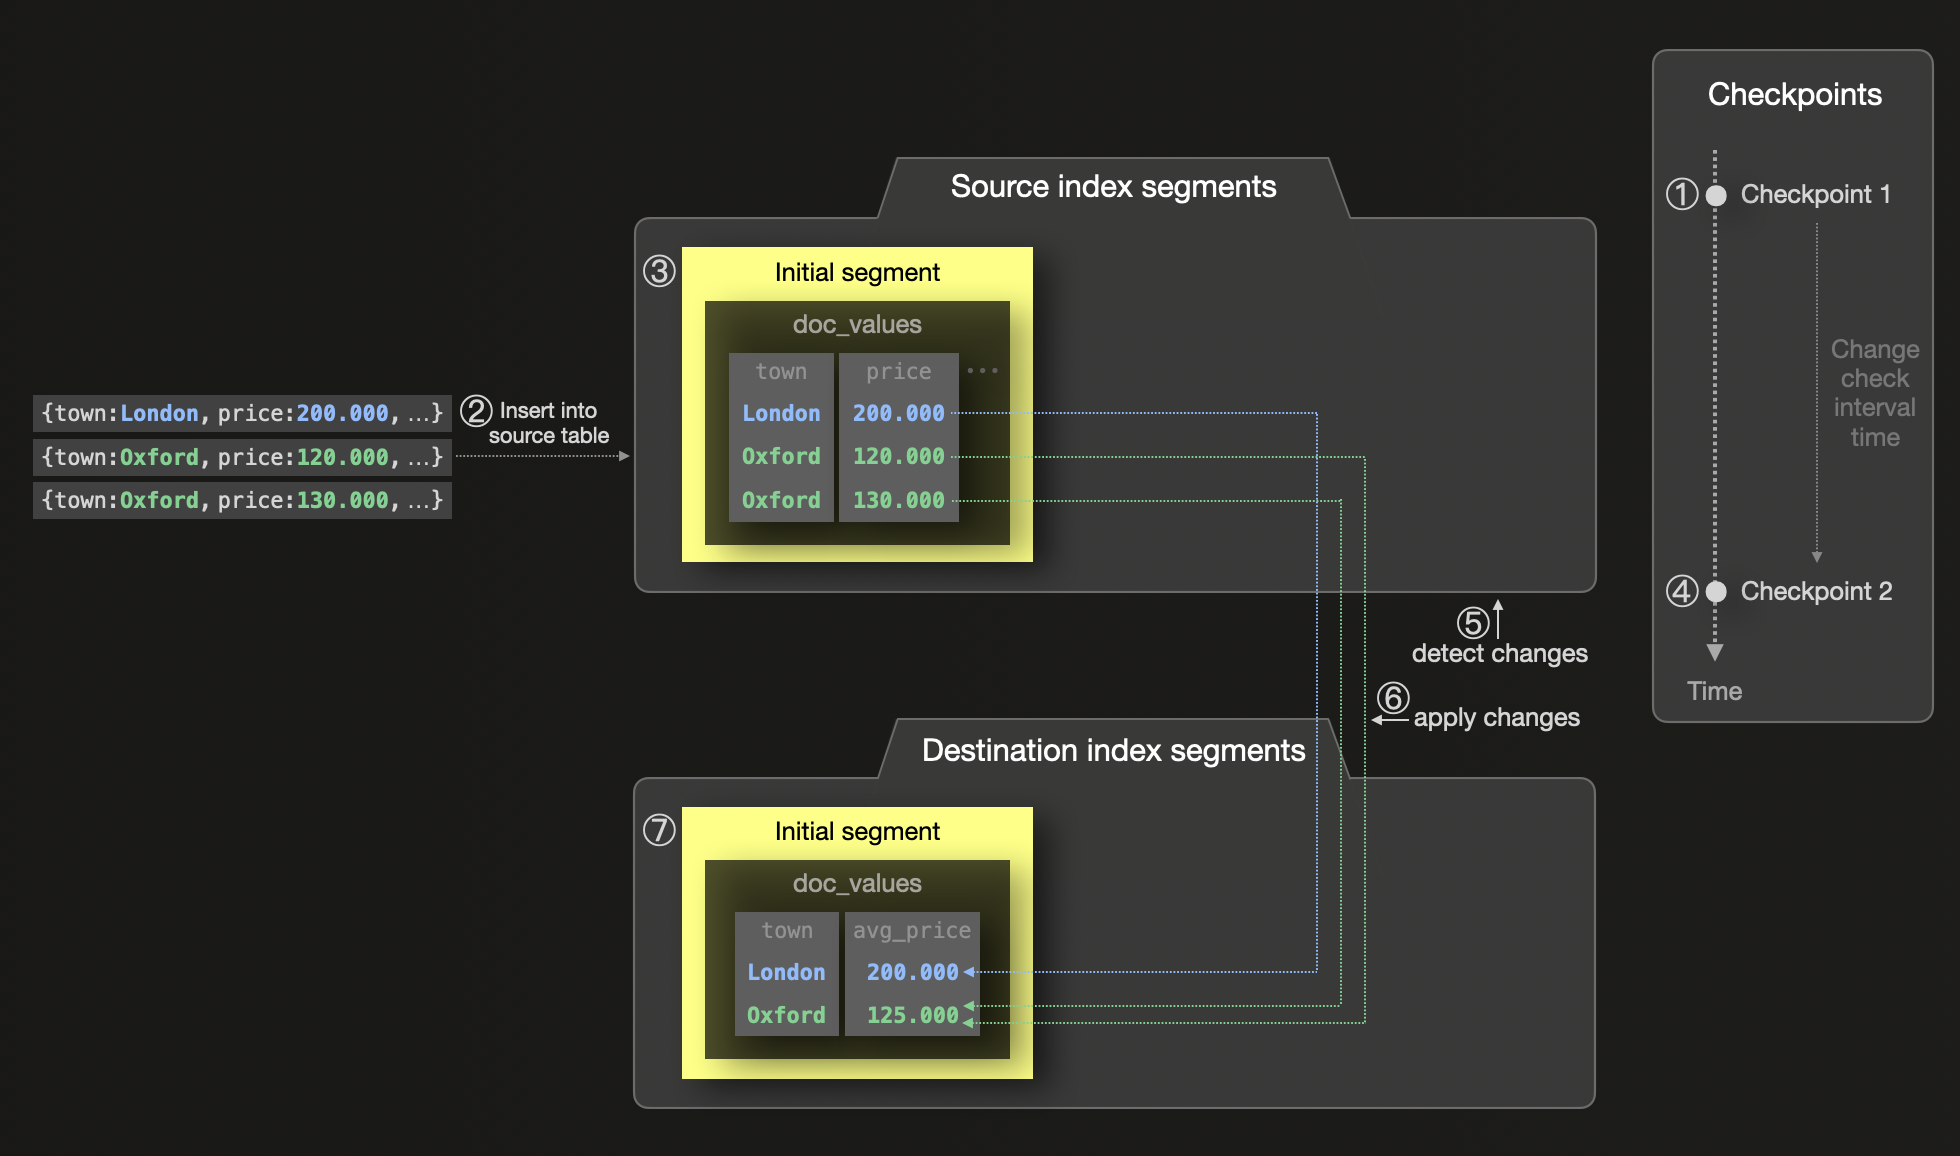 Checkpoints
① Checkpoint 1
Change
check
interval
time
④ Checkpoint 2
Time
Source index segments
③ Initial segment
doc_values
town price ...
London 200.000
Oxford 120.000
Oxford 130.000
{town:London, price:200.000, ...}
{town:Oxford, price:120.000, ...}
{town:Oxford, price:130.000, ...}
② Insert into
source table
⑤
detect changes
⑥
apply changes
Destination index segments
⑦ Initial segment
doc_values
town avg_price
London 200.000
Oxford 125.000